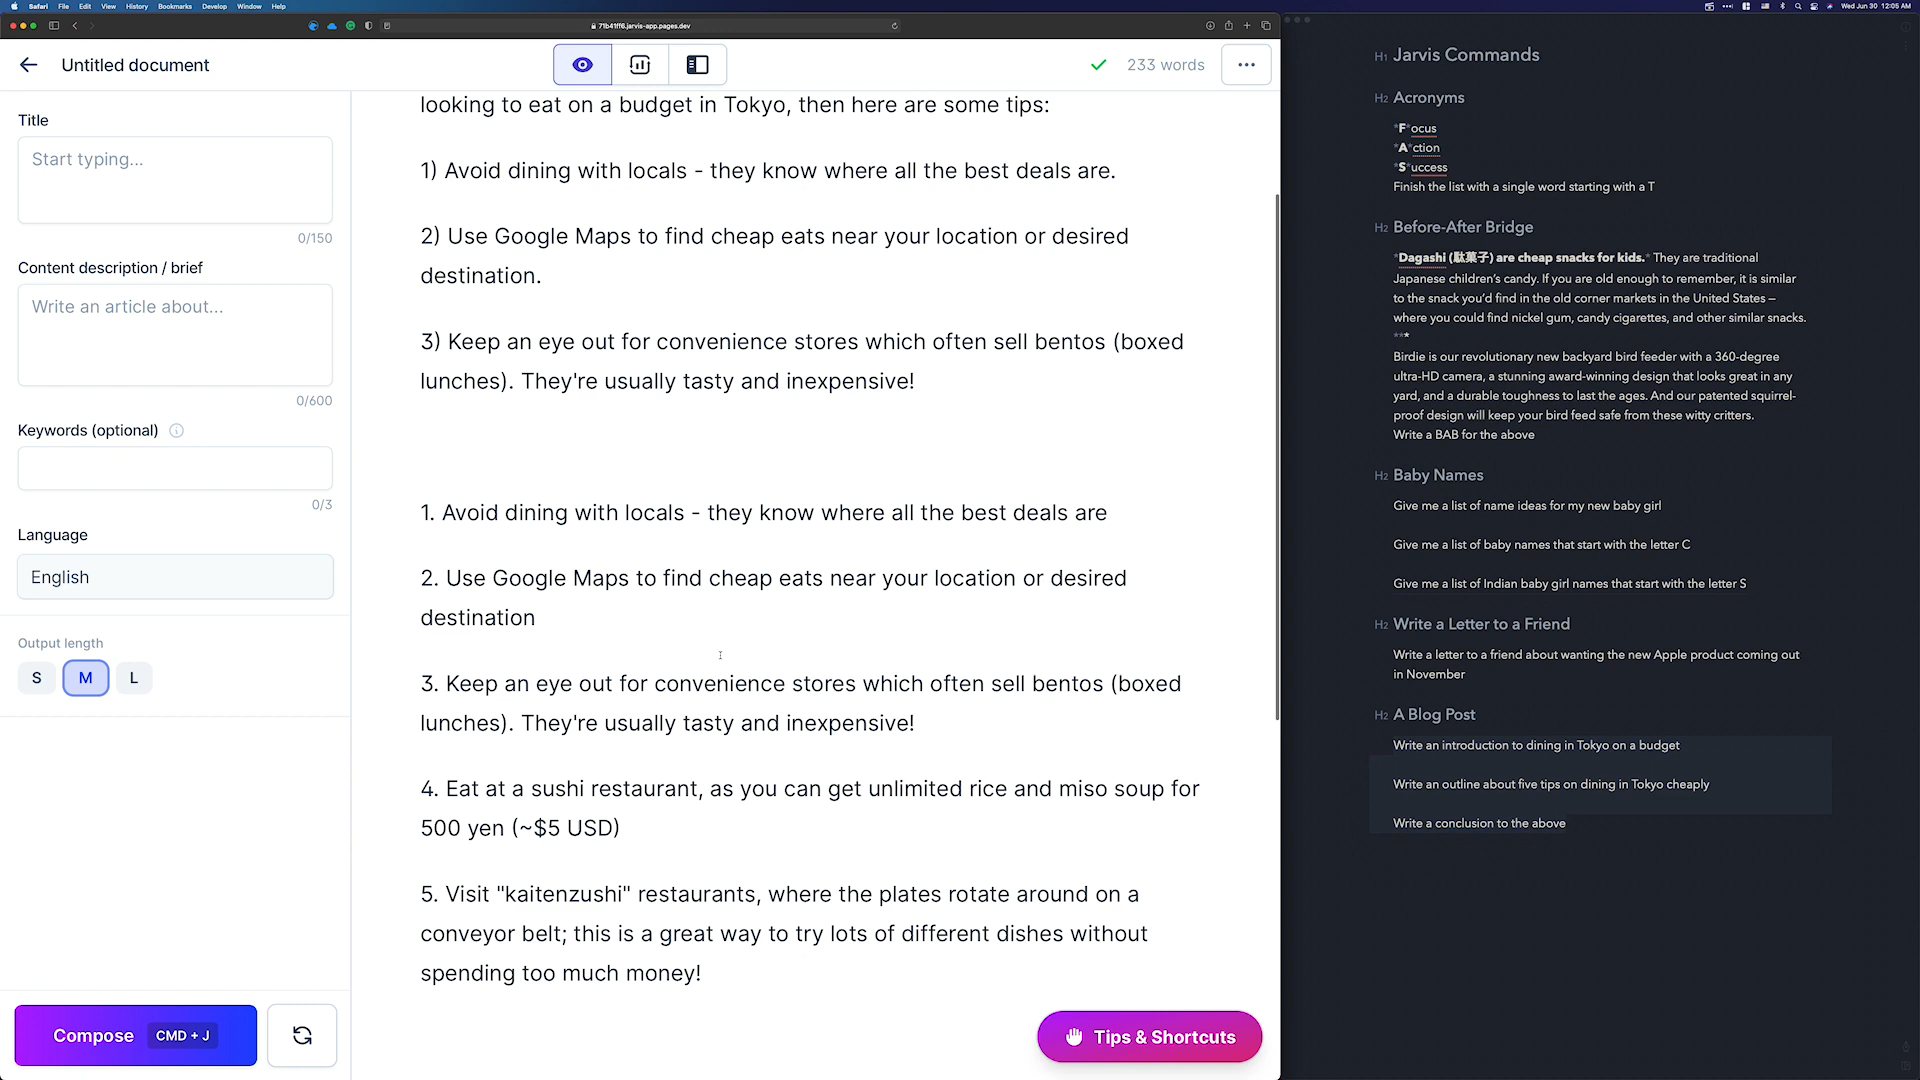 Safari File Edit View History Bookmarks Develop Window Help
Wed Jun 30 12:05 AM
71b41ff6.jarvis-app.pages.dev
Untitled document
233 words
Title
Start typing...
0/150
Content description / brief
Write an article about...
0/600
Keywords (optional)
0/3
Language
English
Output length
S M L
Compose CMD + J
looking to eat on a budget in Tokyo, then here are some tips:
1) Avoid dining with locals - they know where all the best deals are.
2) Use Google Maps to find cheap eats near your location or desired
destination.
3) Keep an eye out for convenience stores which often sell bentos (boxed
lunches). They're usually tasty and inexpensive!
1. Avoid dining with locals - they know where all the best deals are
2. Use Google Maps to find cheap eats near your location or desired
destination
3. Keep an eye out for convenience stores which often sell bentos (boxed
lunches). They're usually tasty and inexpensive!
4. Eat at a sushi restaurant, as you can get unlimited rice and miso soup for
500 yen (~$5 USD)
5. Visit "kaitenzushi" restaurants, where the plates rotate around on a
conveyor belt; this is a great way to try lots of different dishes without
spending too much money!
Tips & Shortcuts
H1 Jarvis Commands
H2 Acronyms
*F*ocus
*A*ction
*S*uccess
Finish the list with a single word starting with a T
H2 Before-After Bridge
*Dagashi (駄菓子) are cheap snacks for kids.* They are traditional
Japanese children's candy. If you are old enough to remember, it is similar
to the snack you'd find in the old corner markets in the United States –
where you could find nickel gum, candy cigarettes, and other similar snacks.
***
Birdie is our revolutionary new backyard bird feeder with a 360-degree
ultra-HD camera, a stunning award-winning design that looks great in any
yard, and a durable toughness to last the ages. And our patented squirrel-
proof design will keep your bird feed safe from these witty critters.
Write a BAB for the above
H2 Baby Names
Give me a list of name ideas for my new baby girl
Give me a list of baby names that start with the letter C
Give me a list of Indian baby girl names that start with the letter S
H2 Write a Letter to a Friend
Write a letter to a friend about wanting the new Apple product coming out
in November
H2 A Blog Post
Write an introduction to dining in Tokyo on a budget
Write an outline about five tips on dining in Tokyo cheaply
Write a conclusion to the above